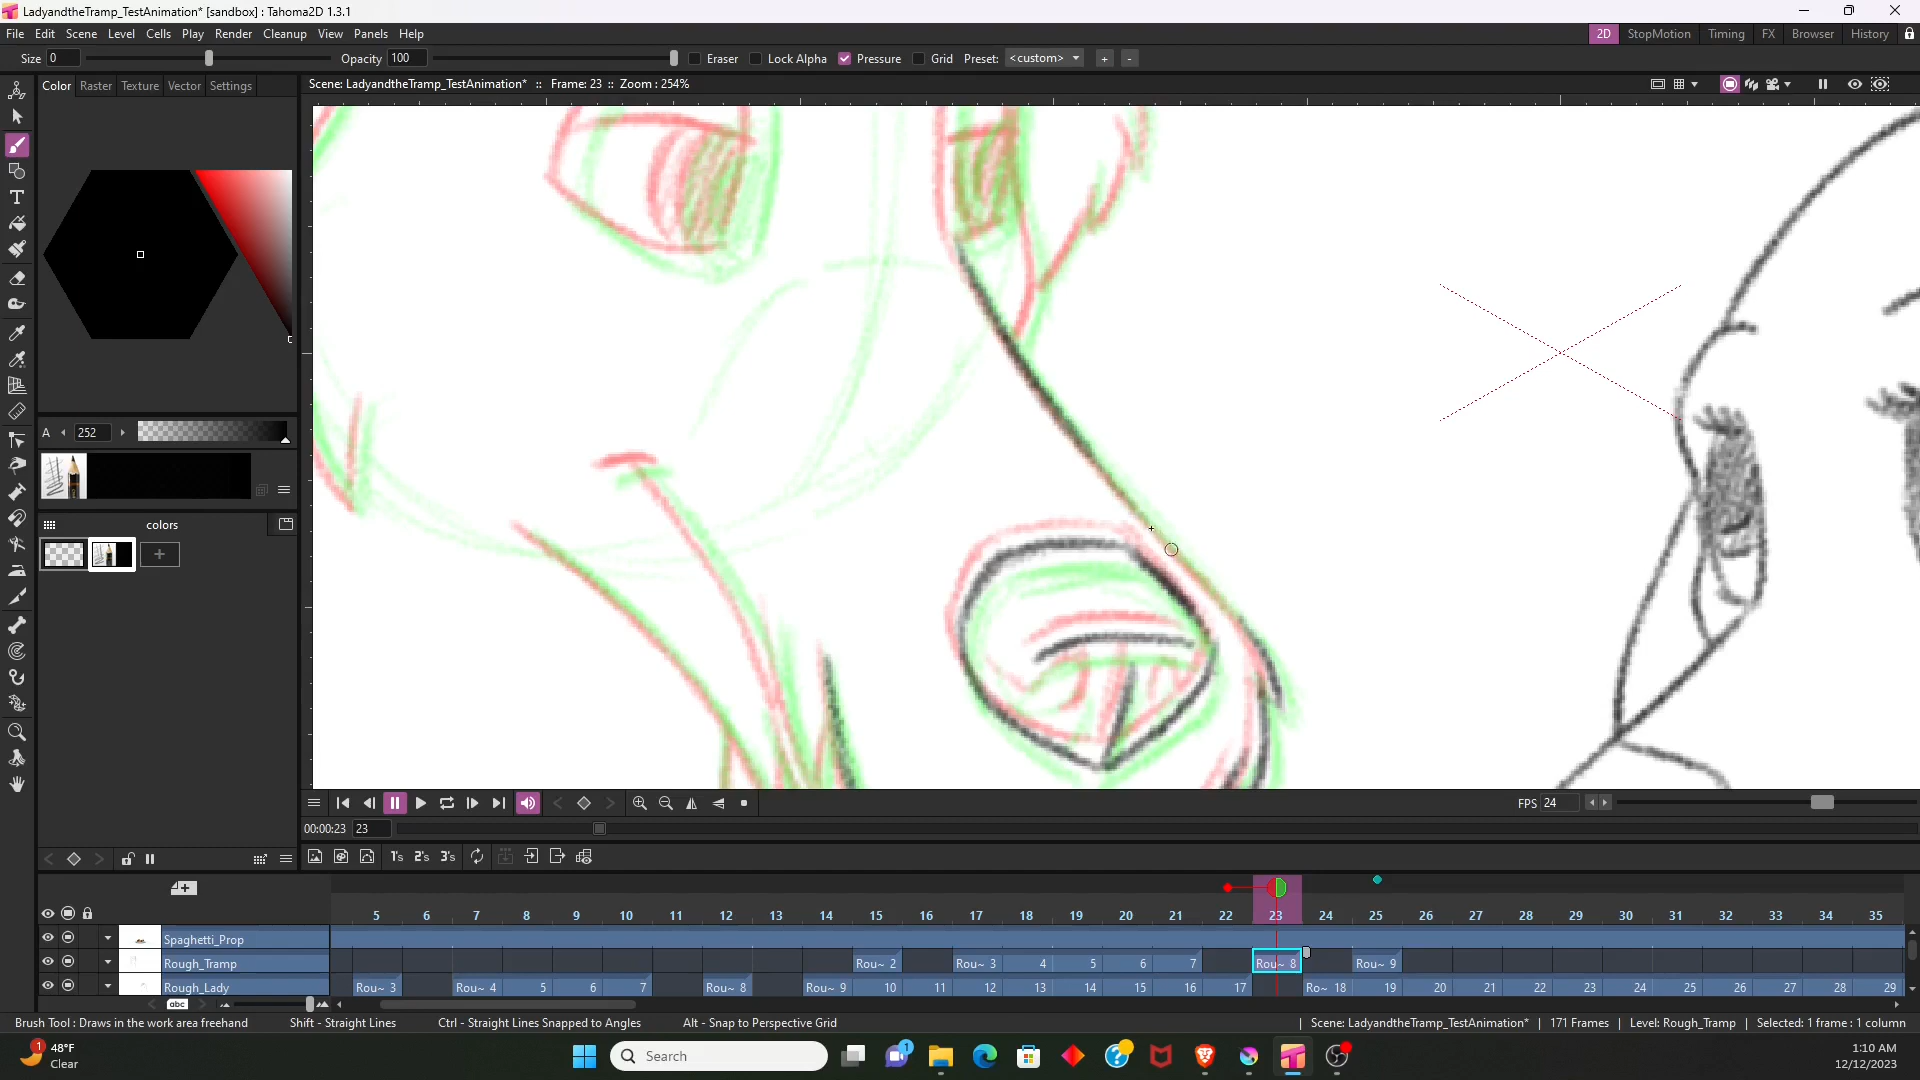 LadyandtheTramp_TestAnimation* [sandbox] : Tahoma2D 1.3.1
File Edit Scene Level Cells Play Render Cleanup View Panels Help
2D StopMotion Timing FX Browser History
Size 0 Opacity 100 Eraser Lock Alpha Pressure Grid Preset: <custom> + -
Color Raster Texture Vector Settings
Scene: LadyandtheTramp_TestAnimation* :: Frame: 23 :: Zoom : 254%
A 252
colors
+
FPS 24
00:00:23 23
1's 2's 3's
5 6 7 8 9 10 11 12 13 14 15 16 17 18 19 20 21 22 23 24 25 26 27 28 29 30 31 32 33 34 35
Spaghetti_Prop
Rough_Tramp Rou~ 2 Rou~ 3 4 5 6 7 Rou~ 8 Rou~ 9
Rough_Lady Rou~ 3 Rou~ 4 5 6 7 Rou~ 8 Rou~ 9 10 11 12 13 14 15 16 17 Ro~ 18 19 20 21 22 23 24 25 26 27 28 29
abc
Brush Tool : Draws in the work area freehand Shift - Straight Lines Ctrl - Straight Lines Snapped to Angles Alt - Snap to Perspective Grid | Scene: LadyandtheTramp_TestAnimation* | 171 Frames | Level: Rough_Tramp | Selected: 1 frame : 1 column
1 48°F
Clear
Search
1
1:10 AM
12/12/2023